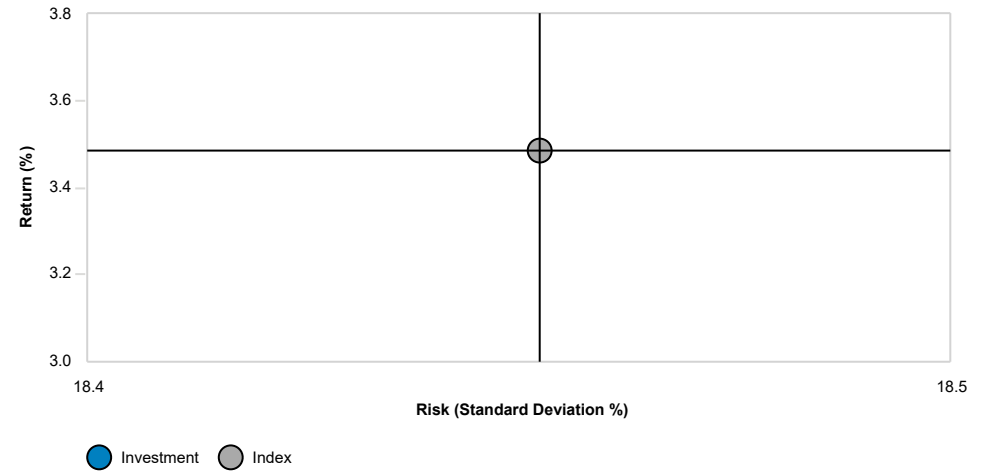 3.8
3.6
3.4
3.2
3.0
Return (%)
18.4
18.5
Risk (Standard Deviation %)
Investment
Index